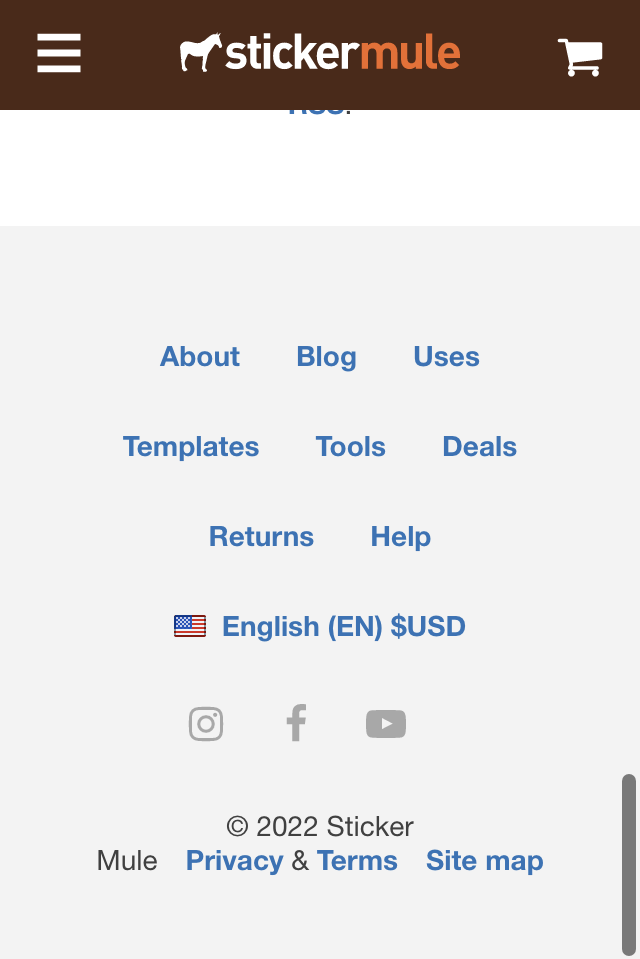 stickermule
About Blog Uses
Templates Tools Deals
Returns Help
English (EN) $USD
© 2022 Sticker
Mule Privacy & Terms Site map